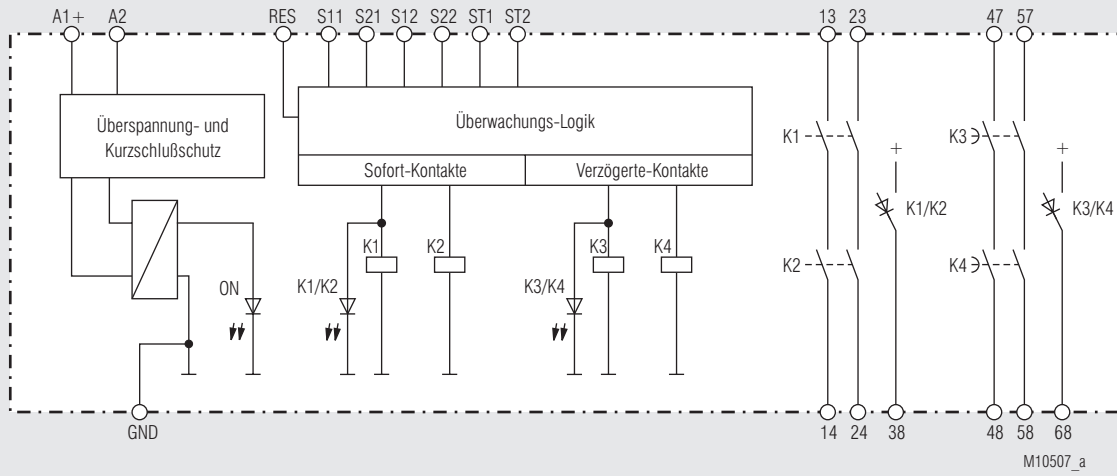 A1+ A2 RES S11 S21 S12 S22 ST1 ST2 13 23 47 57
Überspannung- und
Kurzschlußschutz
Überwachungs-Logik
Sofort-Kontakte Verzögerte-Kontakte
K1 K3
+ +
K1/K2 K3/K4
K1 K2 K3 K4
K2 K4
ON K1/K2 K3/K4
GND 14 24 38 48 58 68
M10507_a